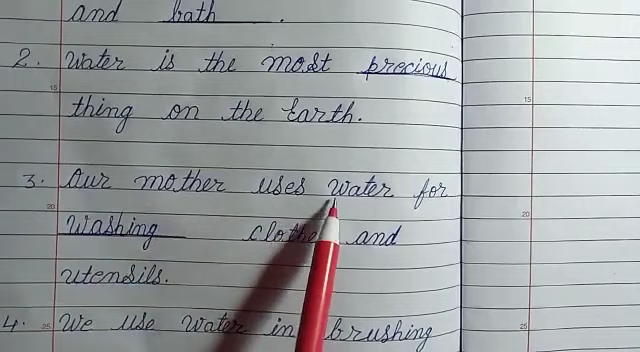 and bath.
2. Water is the most precious
thing on the Earth.
3. Our mother uses water for
washing clothes and
utensils.
4. We use water in brushing